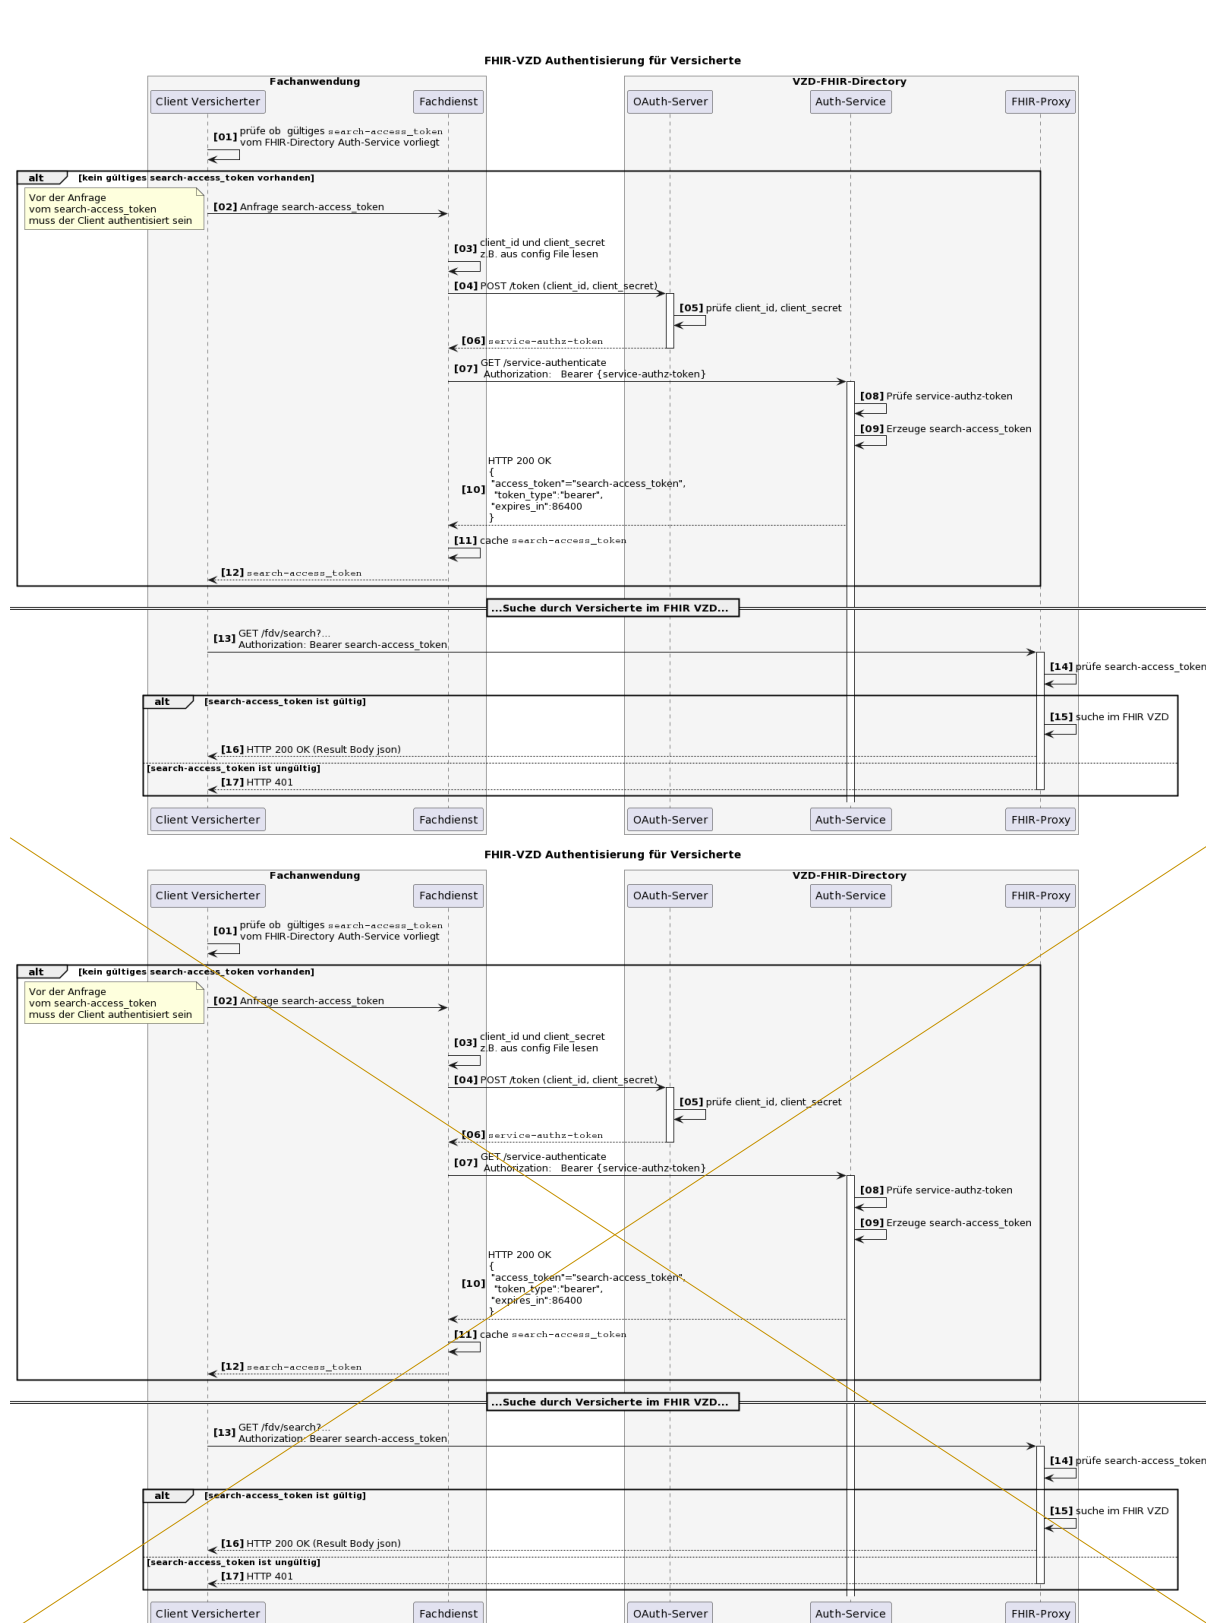 FHIR-VZD Authentisierung für Versicherte
Fachanwendung
VZD-FHIR-Directory
Client Versicherter
Fachdienst
OAuth-Server
Auth-Service
FHIR-Proxy
[01] prüfe ob gültiges search-access_token
vom FHIR-Directory Auth-Service vorliegt
alt [kein gültiges search-access_token vorhanden]
Vor der Anfrage
vom search-access_token
muss der Client authentisiert sein
[02] Anfrage search-access_token
[03] client_id und client_secret
z.B. aus config File lesen
[04] POST /token (client_id, client_secret)
[05] prüfe client_id, client_secret
[06] service-authz-token
[07] GET /service-authenticate
Authorization: Bearer {service-authz-token}
[08] Prüfe service-authz-token
[09] Erzeuge search-access_token
HTTP 200 OK
{
"access_token"="search-access_token",
[10] "token_type":"bearer",
"expires_in":86400
}
[11] cache search-access_token
[12] search-access_token
...Suche durch Versicherte im FHIR VZD...
[13] GET /fdv/search?...
Authorization: Bearer search-access_token
[14] prüfe search-access_token
alt [search-access_token ist gültig]
[15] suche im FHIR VZD
[16] HTTP 200 OK (Result Body json)
[search-access_token ist ungültig]
[17] HTTP 401
Client Versicherter
Fachdienst
OAuth-Server
Auth-Service
FHIR-Proxy
FHIR-VZD Authentisierung für Versicherte
Fachanwendung
VZD-FHIR-Directory
Client Versicherter
Fachdienst
OAuth-Server
Auth-Service
FHIR-Proxy
[01] prüfe ob gültiges search-access_token
vom FHIR-Directory Auth-Service vorliegt
alt [kein gültiges search-access_token vorhanden]
Vor der Anfrage
vom search-access_token
muss der Client authentisiert sein
[02] Anfrage search-access_token
[03] client_id und client_secret
z.B. aus config File lesen
[04] POST /token (client_id, client_secret)
[05] prüfe client_id, client_secret
[06] service-authz-token
[07] GET /service-authenticate
Authorization: Bearer {service-authz-token}
[08] Prüfe service-authz-token
[09] Erzeuge search-access_token
HTTP 200 OK
{
"access_token"="search-access_token",
[10] "token_type":"bearer",
"expires_in":86400
}
[11] cache search-access_token
[12] search-access_token
...Suche durch Versicherte im FHIR VZD...
[13] GET /fdv/search?...
Authorization: Bearer search-access_token
[14] prüfe search-access_token
alt [search-access_token ist gültig]
[15] suche im FHIR VZD
[16] HTTP 200 OK (Result Body json)
[search-access_token ist ungültig]
[17] HTTP 401
Client Versicherter
Fachdienst
OAuth-Server
Auth-Service
FHIR-Proxy